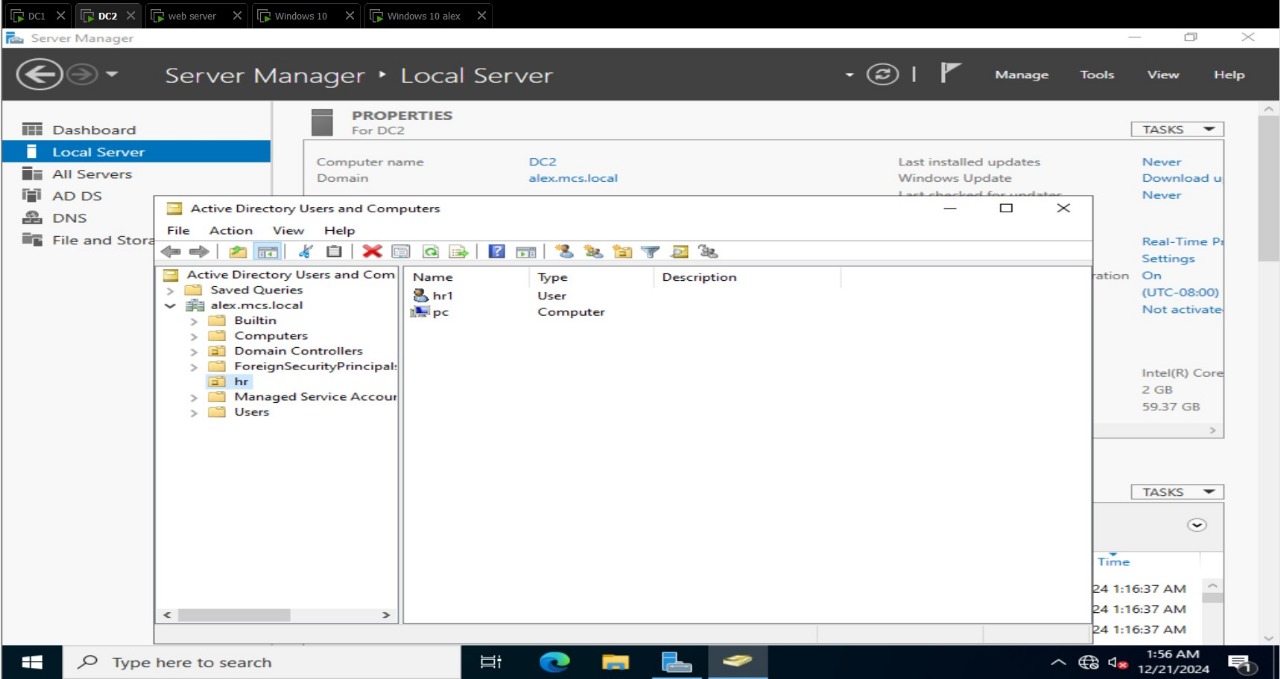 DC1
DC2
web server
Windows 10
Windows 10 alex
Server Manager
Server Manager • Local Server
Manage
Tools
View
Help
Dashboard
Local Server
All Servers
AD DS
DNS
File and Stora
PROPERTIES
For DC2
TASKS
Computer name
DC2
Domain
alex.mcs.local
Last installed updates
Never
Windows Update
Download u
Last checked for updates
Never
Real-Time Pr
Settings
ration
On
(UTC-08:00)
Not activate
Intel(R) Core
2 GB
59.37 GB
TASKS
Time
24 1:16:37 AM
24 1:16:37 AM
24 1:16:37 AM
Active Directory Users and Computers
File
Action
View
Help
Active Directory Users and Com
Saved Queries
alex.mcs.local
Builtin
Computers
Domain Controllers
ForeignSecurityPrincipals
hr
Managed Service Accour
Users
Name
Type
Description
hr1
User
pc
Computer
Type here to search
1:56 AM
12/21/2024
1